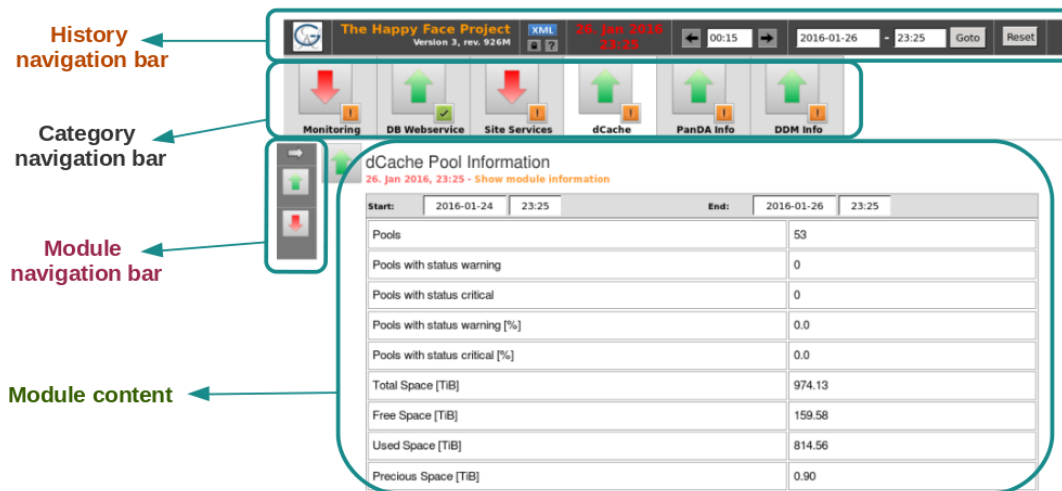 History
navigation bar
The Happy Face Project
Version 3, rev. 926M
XML
?
26. Jan 2016
23:25
00:15
2016-01-26 - 23:25 Goto Reset
Category
navigation bar
Monitoring DB Webservice Site Services dCache PanDA Info DDM Info
Module
navigation bar
dCache Pool Information
26. Jan 2016, 23:25 - Show module information
Start: 2016-01-24 23:25 End: 2016-01-26 23:25
Pools 53
Pools with status warning 0
Pools with status critical 0
Pools with status warning [%] 0.0
Pools with status critical [%] 0.0
Module content
Total Space [TiB] 974.13
Free Space [TiB] 159.58
Used Space [TiB] 814.56
Precious Space [TiB] 0.90